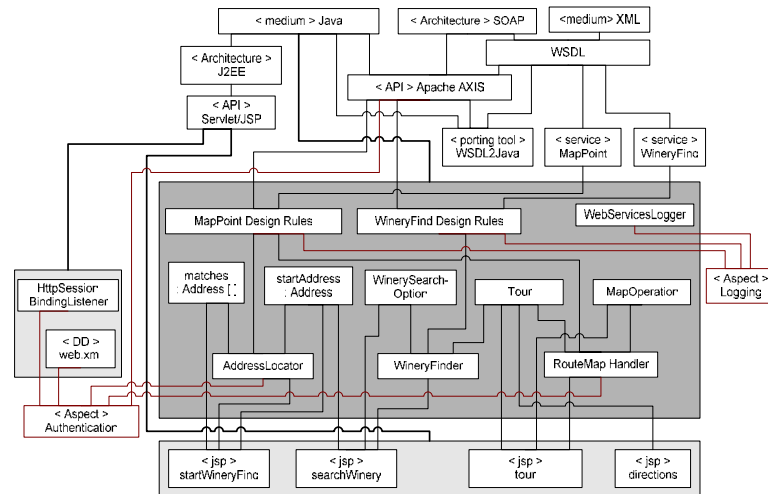 < medium > Java
< Architecture > SOAP
<medium> XML
< Architecture >
J2EE
WSDL
< API > Apache AXIS
< API >
Servlet/JSP
< porting tool >
WSDL2Java
< service >
MapPoint
< service >
WineryFinc
MapPoint Design Rules
WineryFind Design Rules
WebServicesLogger
HttpSession
BindingListener
matches
: Address [ ]
startAddress
: Address
WinerySearch-
Option
Tour
MapOperation
< Aspect >
Logging
< DD >
web.xm
AddressLocator
WineryFinder
RouteMap Handler
< Aspect >
Authentication
< jsp >
startWineryFinc
< jsp >
searchWinery
< jsp >
tour
< jsp >
directions